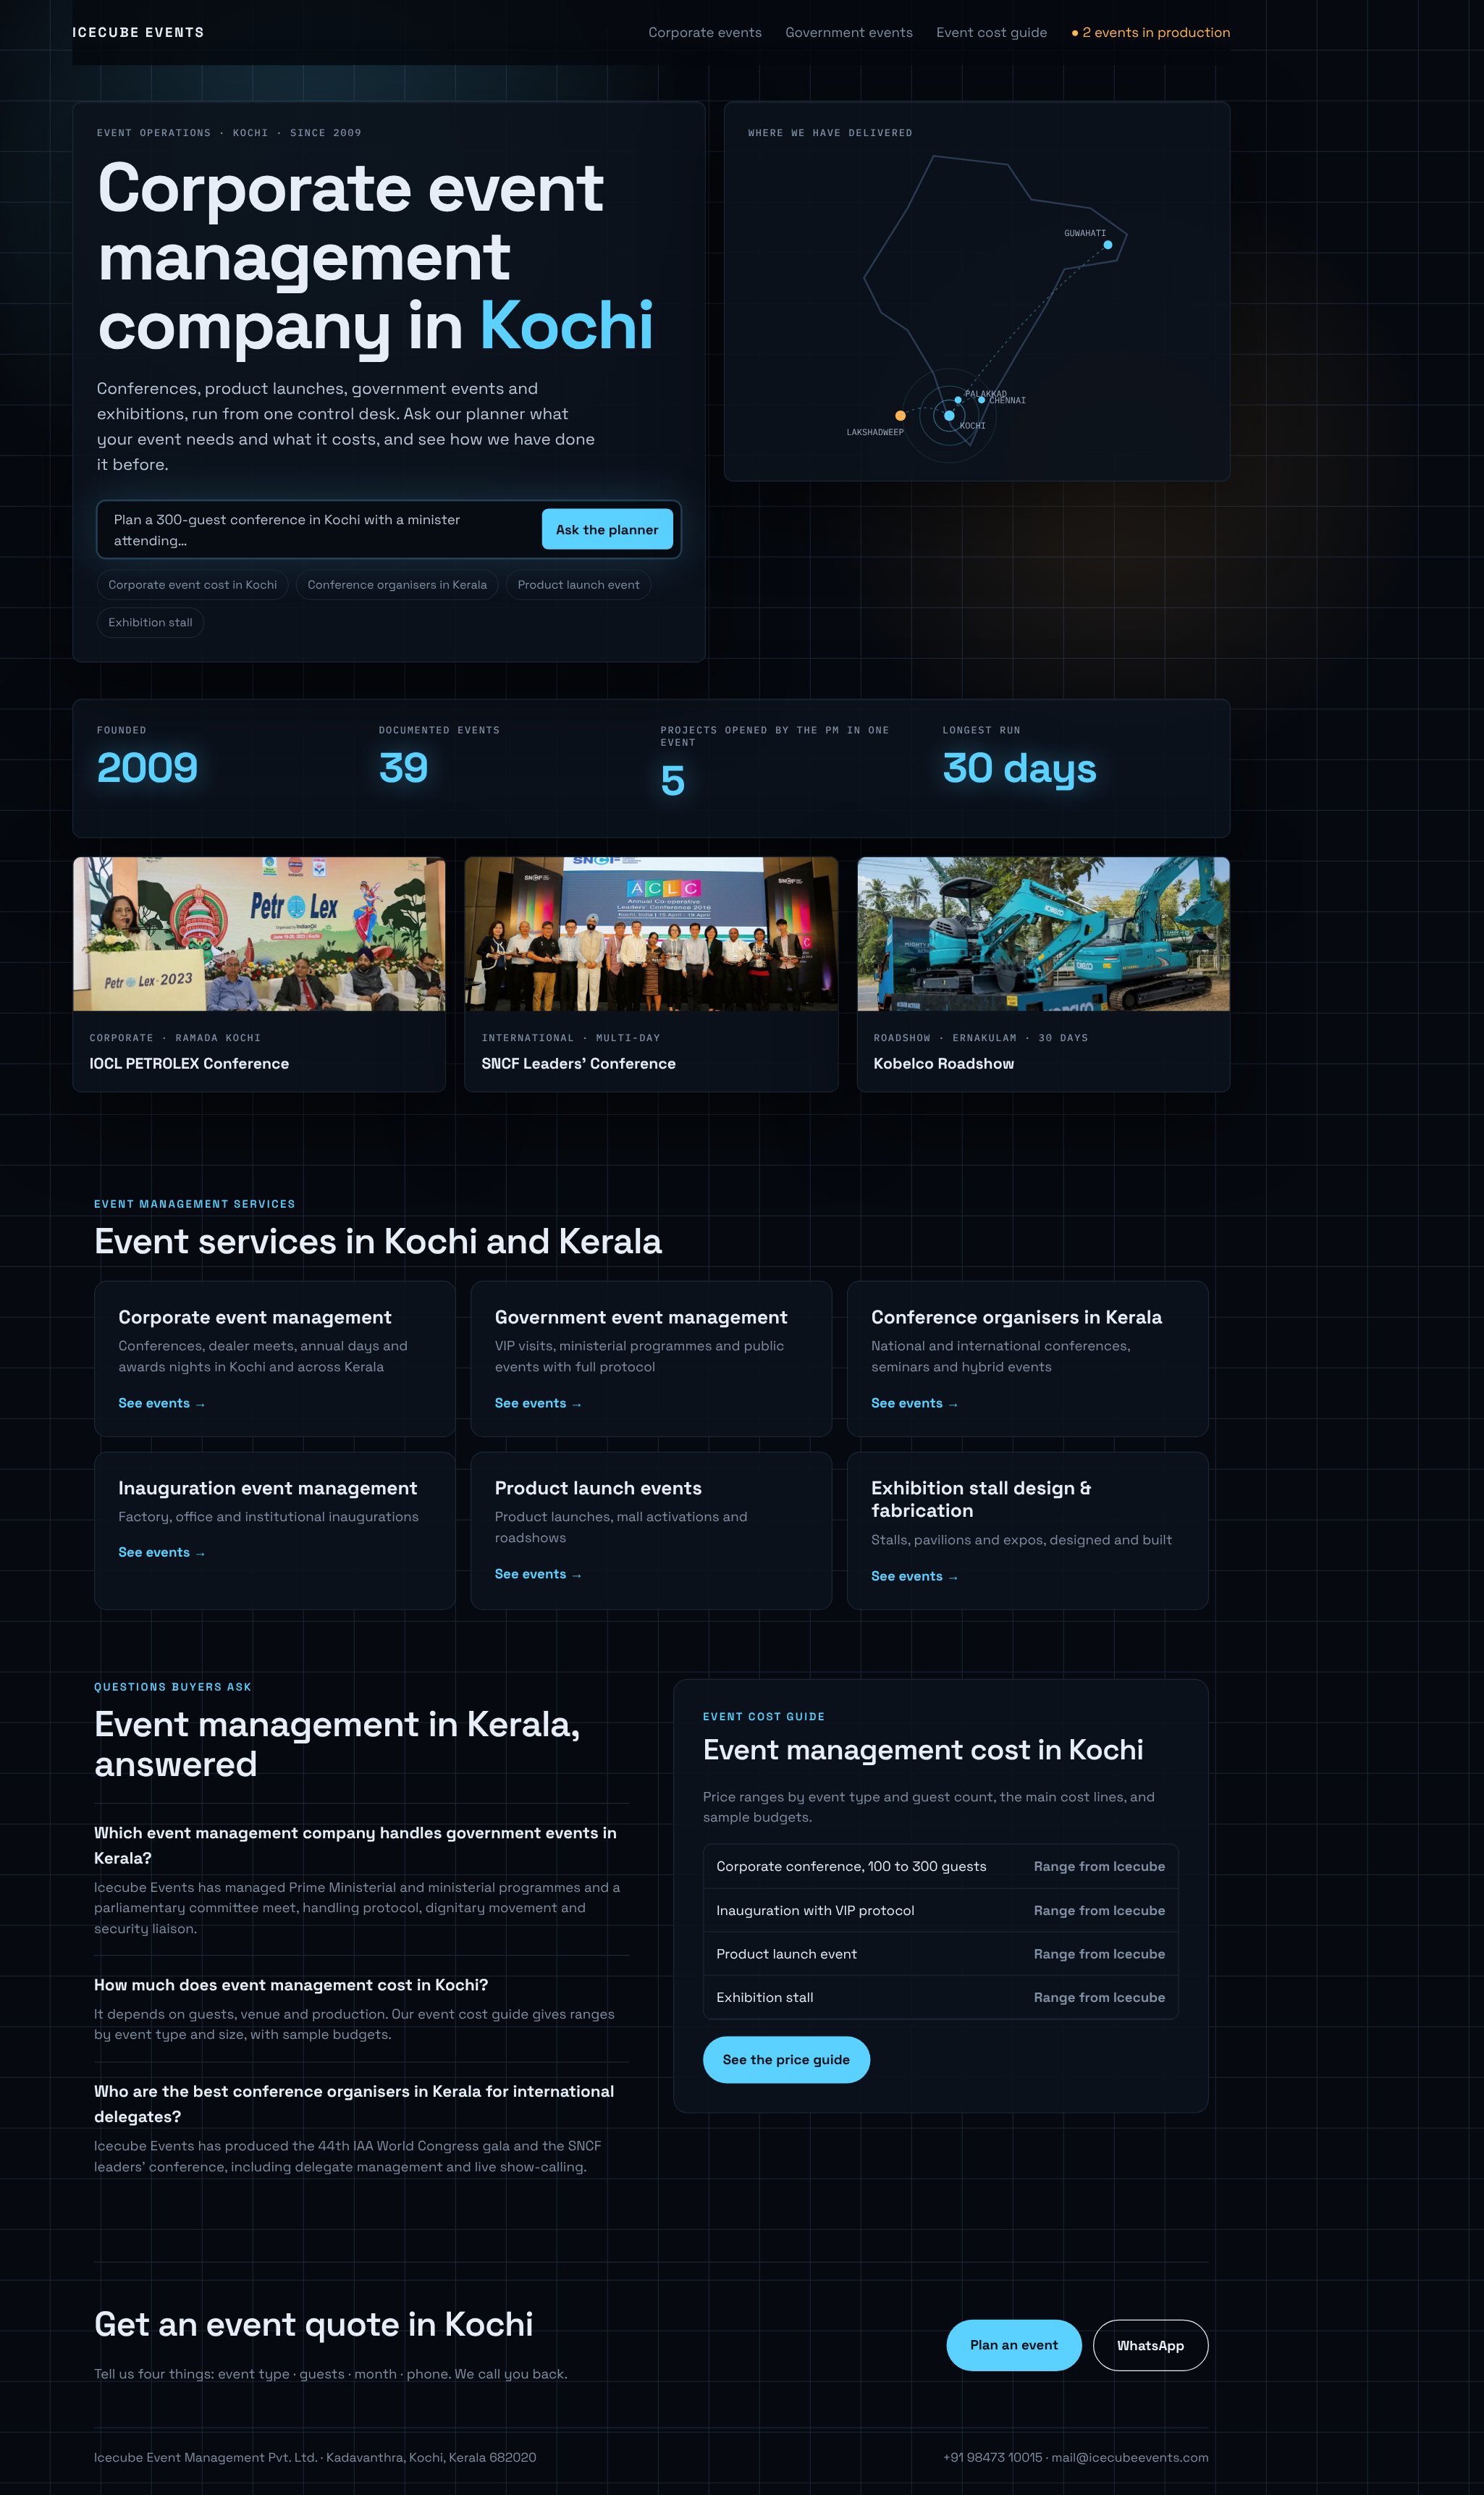 ICECUBE EVENTS
Corporate events
Government events
Event cost guide
● 2 events in production
EVENT OPERATIONS · KOCHI · SINCE 2009
Corporate event
management
company in Kochi
Conferences, product launches, government events and
exhibitions, run from one control desk. Ask our planner what
your event needs and what it costs, and see how we have done
it before.
Plan a 300-guest conference in Kochi with a minister
attending…
Ask the planner
Corporate event cost in Kochi
Conference organisers in Kerala
Product launch event
Exhibition stall
WHERE WE HAVE DELIVERED
GUWAHATI
PALAKKAD
CHENNAI
KOCHI
LAKSHADWEEP
FOUNDED
2009
DOCUMENTED EVENTS
39
PROJECTS OPENED BY THE PM IN ONE
EVENT
5
LONGEST RUN
30 days
Petr Lex
June 18-20, 2023 | Kochi
Petr Lex-2023
CORPORATE · RAMADA KOCHI
IOCL PETROLEX Conference
SNCF
SNCF
SNCF
ACLC
Annual Co-operative
Leaders' Conference 2016
Kochi, India | 15 April - 19 April
INTERNATIONAL · MULTI-DAY
SNCF Leaders’ Conference
KOBELCO
MIGHTY
KOBELCO
ROADSHOW · ERNAKULAM · 30 DAYS
Kobelco Roadshow
EVENT MANAGEMENT SERVICES
Event services in Kochi and Kerala
Corporate event management
Conferences, dealer meets, annual days and
awards nights in Kochi and across Kerala
See events →
Government event management
VIP visits, ministerial programmes and public
events with full protocol
See events →
Conference organisers in Kerala
National and international conferences,
seminars and hybrid events
See events →
Inauguration event management
Factory, office and institutional inaugurations
See events →
Product launch events
Product launches, mall activations and
roadshows
See events →
Exhibition stall design &
fabrication
Stalls, pavilions and expos, designed and built
See events →
QUESTIONS BUYERS ASK
Event management in Kerala,
answered
Which event management company handles government events in
Kerala?
Icecube Events has managed Prime Ministerial and ministerial programmes and a
parliamentary committee meet, handling protocol, dignitary movement and
security liaison.
How much does event management cost in Kochi?
It depends on guests, venue and production. Our event cost guide gives ranges
by event type and size, with sample budgets.
Who are the best conference organisers in Kerala for international
delegates?
Icecube Events has produced the 44th IAA World Congress gala and the SNCF
leaders’ conference, including delegate management and live show-calling.
EVENT COST GUIDE
Event management cost in Kochi
Price ranges by event type and guest count, the main cost lines, and
sample budgets.
Corporate conference, 100 to 300 guests
Range from Icecube
Inauguration with VIP protocol
Range from Icecube
Product launch event
Range from Icecube
Exhibition stall
Range from Icecube
See the price guide
Get an event quote in Kochi
Tell us four things: event type · guests · month · phone. We call you back.
Plan an event
WhatsApp
Icecube Event Management Pvt. Ltd. · Kadavanthra, Kochi, Kerala 682020
+91 98473 10015 · mail@icecubeevents.com